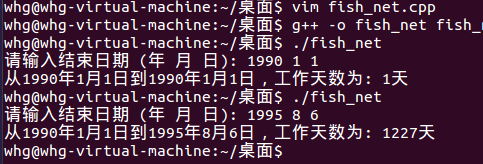 whg@whg-virtual-machine:~/桌面$ vim fish_net.cpp
whg@whg-virtual-machine:~/桌面$ g++ -o fish_net fish_n
whg@whg-virtual-machine:~/桌面$ ./fish_net
请输入结束日期 (年 月 日): 1990 1 1
从1990年1月1日到1990年1月1日，工作天数为: 1天
whg@whg-virtual-machine:~/桌面$ ./fish_net
请输入结束日期 (年 月 日): 1995 8 6
从1990年1月1日到1995年8月6日，工作天数为: 1227天
whg@whg-virtual-machine:~/桌面$